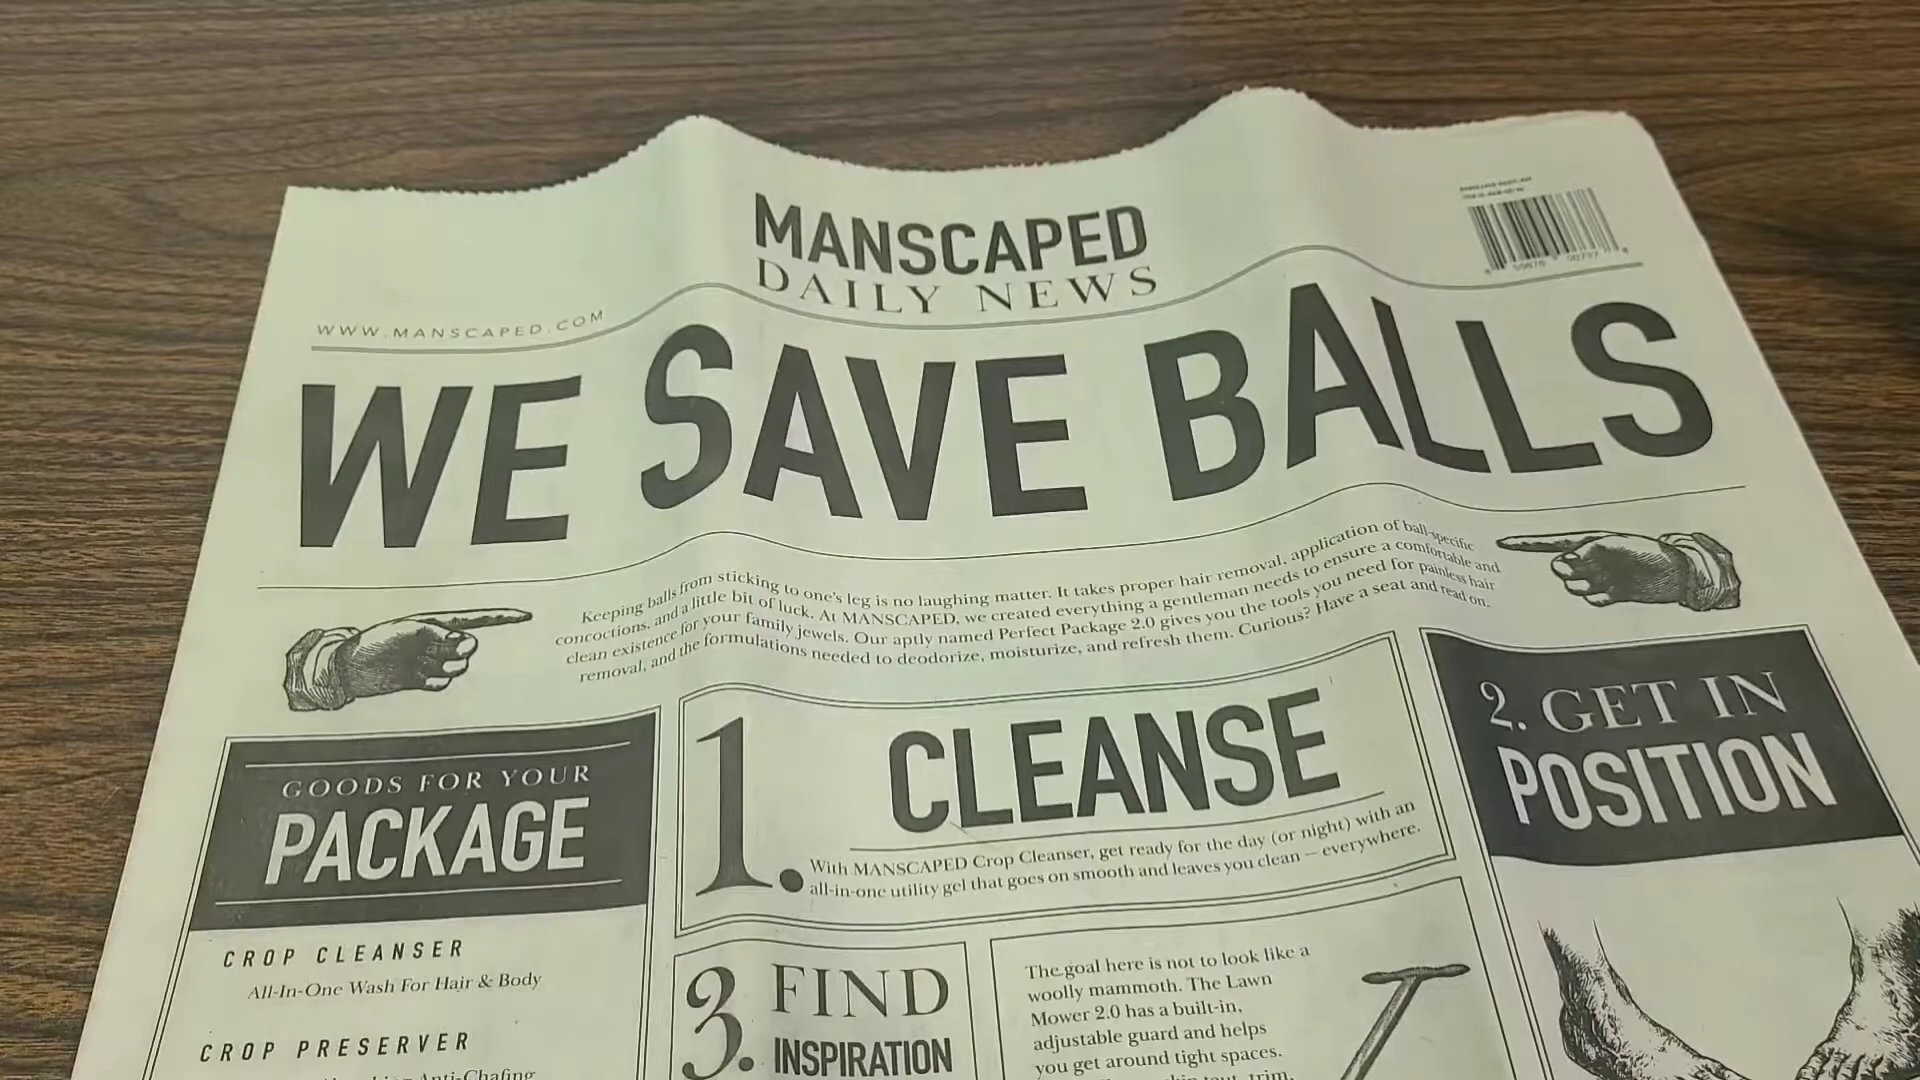 MANSCAPED
DAILY NEWS
WWW.MANSCAPED.COM
WE SAVE BALLS
Keeping balls from sticking to one's leg is no laughing matter. It takes proper hair removal, application of ball-specific
concoctions, and a little bit of luck. At MANSCAPED, we created everything a gentleman needs to ensure a comfortable and
clean existence for your family jewels. Our aptly named Perfect Package 2.0 gives you the tools you need for painless hair
removal, and the formulations needed to deodorize, moisturize, and refresh them. Curious? Have a seat and read on.
GOODS FOR YOUR
PACKAGE
CROP CLEANSER
All-In-One Wash For Hair & Body
CROP PRESERVER
Anti-Chafing
1. CLEANSE
With MANSCAPED Crop Cleanser, get ready for the day (or night) with an
all-in-one utility gel that goes on smooth and leaves you clean – everywhere.
2. GET IN
POSITION
3. FIND
INSPIRATION
The goal here is not to look like a
woolly mammoth. The Lawn
Mower 2.0 has a built-in,
adjustable guard and helps
you get around tight spaces.
trim,